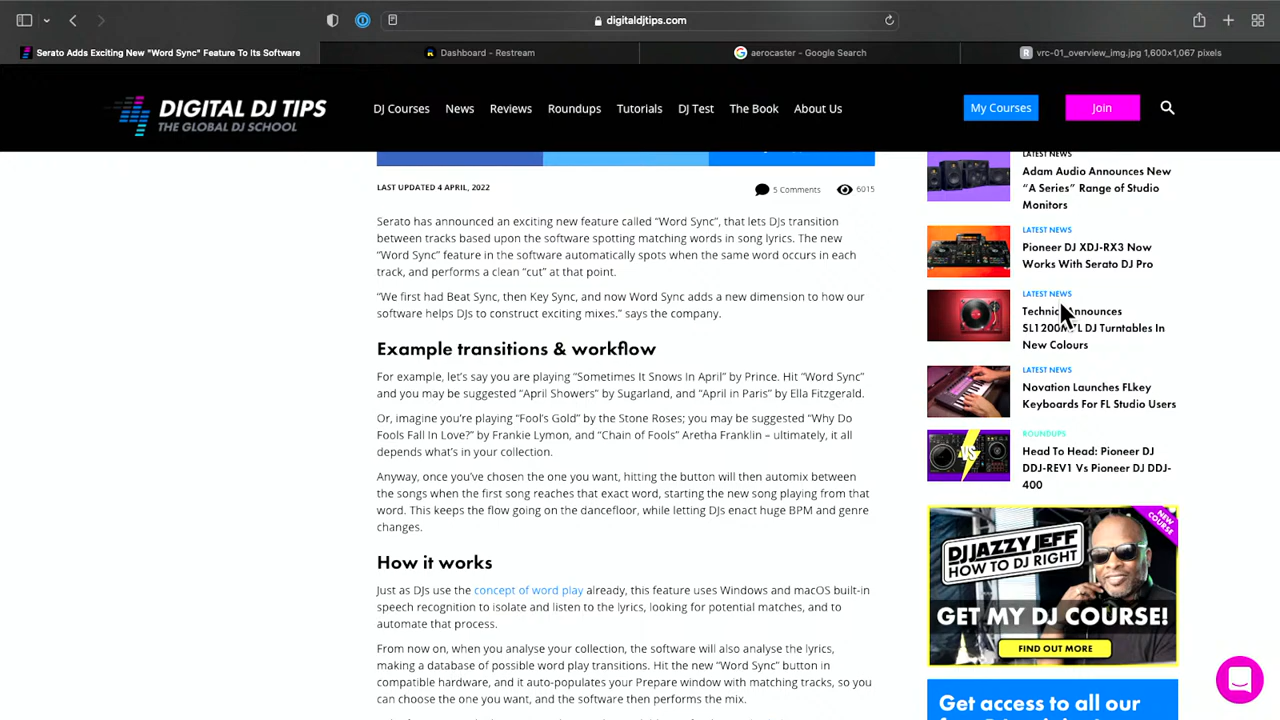 digitaldjtips.com
Serato Adds Exciting New "Word Sync" Feature To Its Software
Dashboard - Restream
aerocaster - Google Search
vrc-01_overview_img.jpg 1,600×1,067 pixels
DIGITAL DJ TIPS
THE GLOBAL DJ SCHOOL
DJ Courses
News
Reviews
Roundups
Tutorials
DJ Test
The Book
About Us
My Courses
Join
LAST UPDATED 4 APRIL, 2022
5 Comments
6015
Serato has announced an exciting new feature called “Word Sync”, that lets DJs transition
between tracks based upon the software spotting matching words in song lyrics. The new
“Word Sync” feature in the software automatically spots when the same word occurs in each
track, and performs a clean “cut” at that point.
“We first had Beat Sync, then Key Sync, and now Word Sync adds a new dimension to how our
software helps DJs to construct exciting mixes,” says the company.
Example transitions & workflow
For example, let’s say you are playing “Sometimes It Snows In April” by Prince. Hit “Word Sync”
and you may be suggested “April Showers” by Sugarland, and “April in Paris” by Ella Fitzgerald.
Or, imagine you’re playing “Fool’s Gold” by the Stone Roses; you may be suggested “Why Do
Fools Fall In Love?” by Frankie Lymon, and “Chain of Fools” Aretha Franklin – ultimately, it all
depends what’s in your collection.
Anyway, once you’ve chosen the one you want, hitting the button will then automix between
the songs when the first song reaches that exact word, starting the new song playing from that
word. This keeps the flow going on the dancefloor, while letting DJs enact huge BPM and genre
changes.
How it works
Just as DJs use the concept of word play already, this feature uses Windows and macOS built-in
speech recognition to isolate and listen to the lyrics, looking for potential matches, and to
automate that process.
From now on, when you analyse your collection, the software will also analyse the lyrics,
making a database of possible word play transitions. Hit the new “Word Sync” button in
compatible hardware, and it auto-populates your Prepare window with matching tracks, so you
can choose the one you want, and the software then performs the mix.
LATEST NEWS
Adam Audio Announces New
“A Series” Range of Studio
Monitors
LATEST NEWS
Pioneer DJ XDJ-RX3 Now
Works With Serato DJ Pro
LATEST NEWS
Announces
DJ Turntables In
New Colours
LATEST NEWS
Novation Launches FLkey
Keyboards For FL Studio Users
ROUNDUPS
Head To Head: Pioneer DJ
DDJ-REV1 Vs Pioneer DJ DDJ-
400
VS
NEW
COURSE!
DJ JAZZY JEFF
HOW TO DJ RIGHT
GET MY DJ COURSE!
FIND OUT MORE
Get access to all our